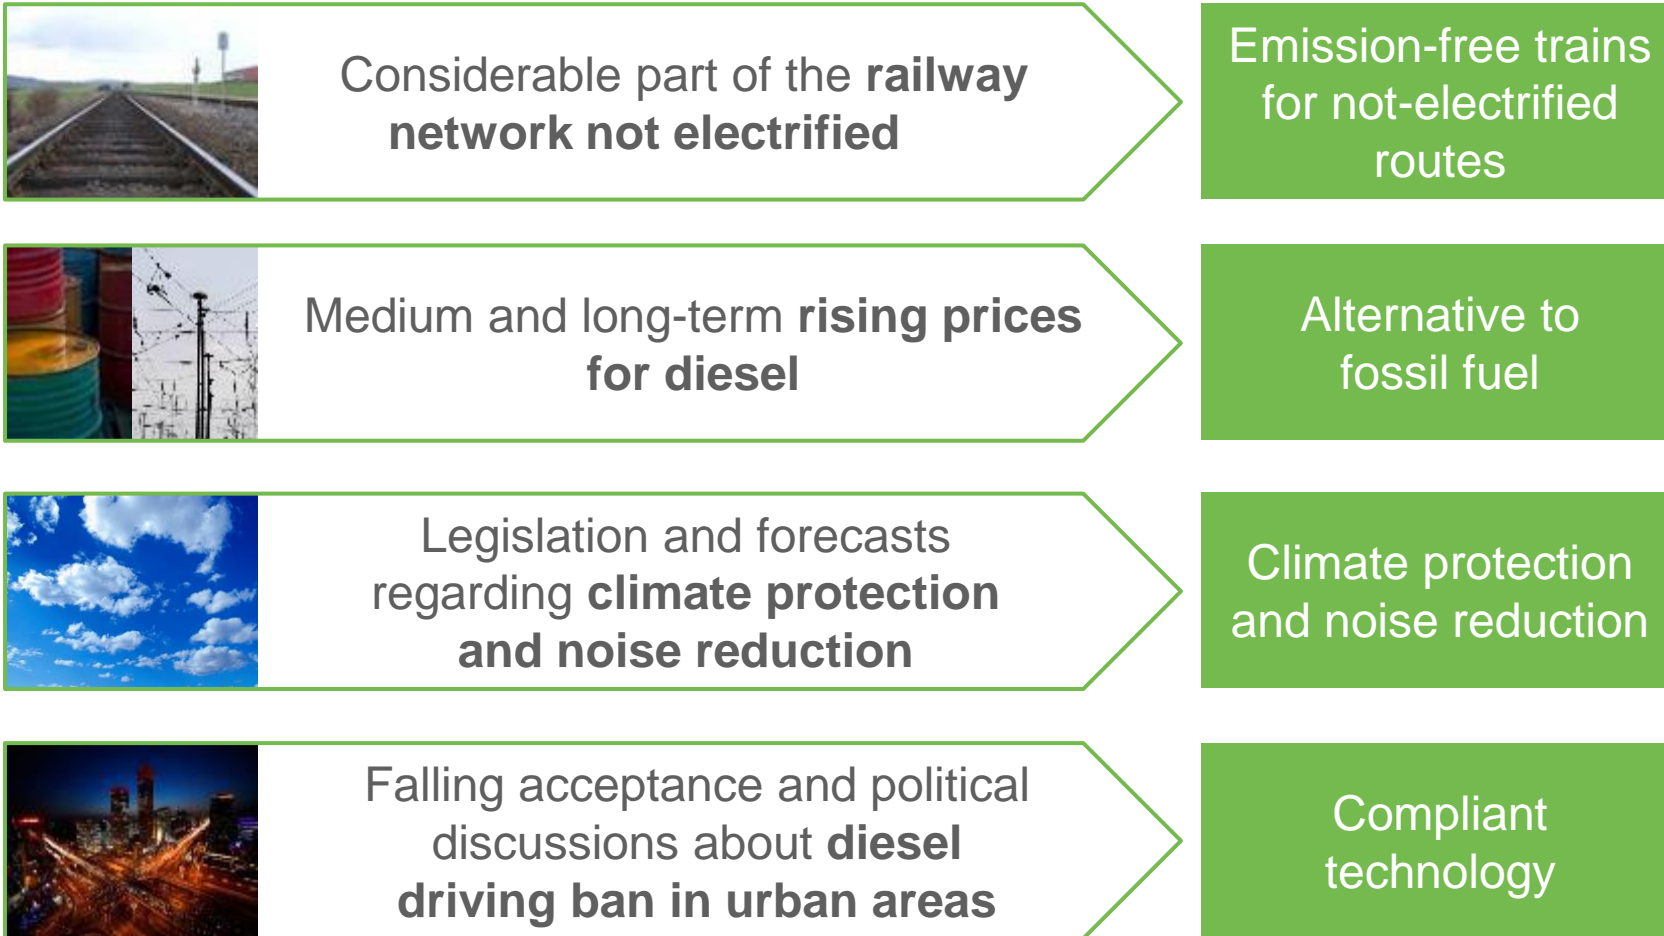 Considerable part of the railway
network not electrified
Emission-free trains
for not-electrified
routes
Medium and long-term rising prices
for diesel
Alternative to
fossil fuel
Legislation and forecasts
regarding climate protection
and noise reduction
Climate protection
and noise reduction
Falling acceptance and political
discussions about diesel
driving ban in urban areas
Compliant
technology